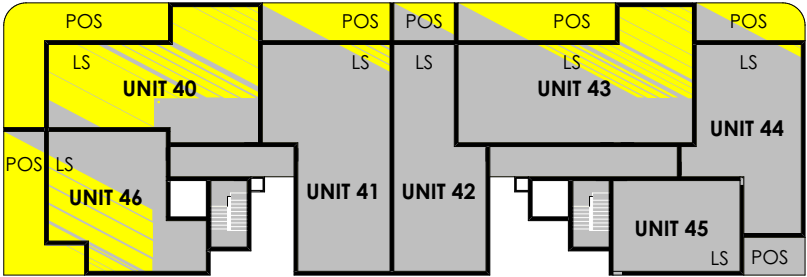 POS POS POS POS POS
LS LS LS LS LS
UNIT 40 UNIT 43
UNIT 44
POS LS
UNIT 46 UNIT 41 UNIT 42
UNIT 45
LS POS